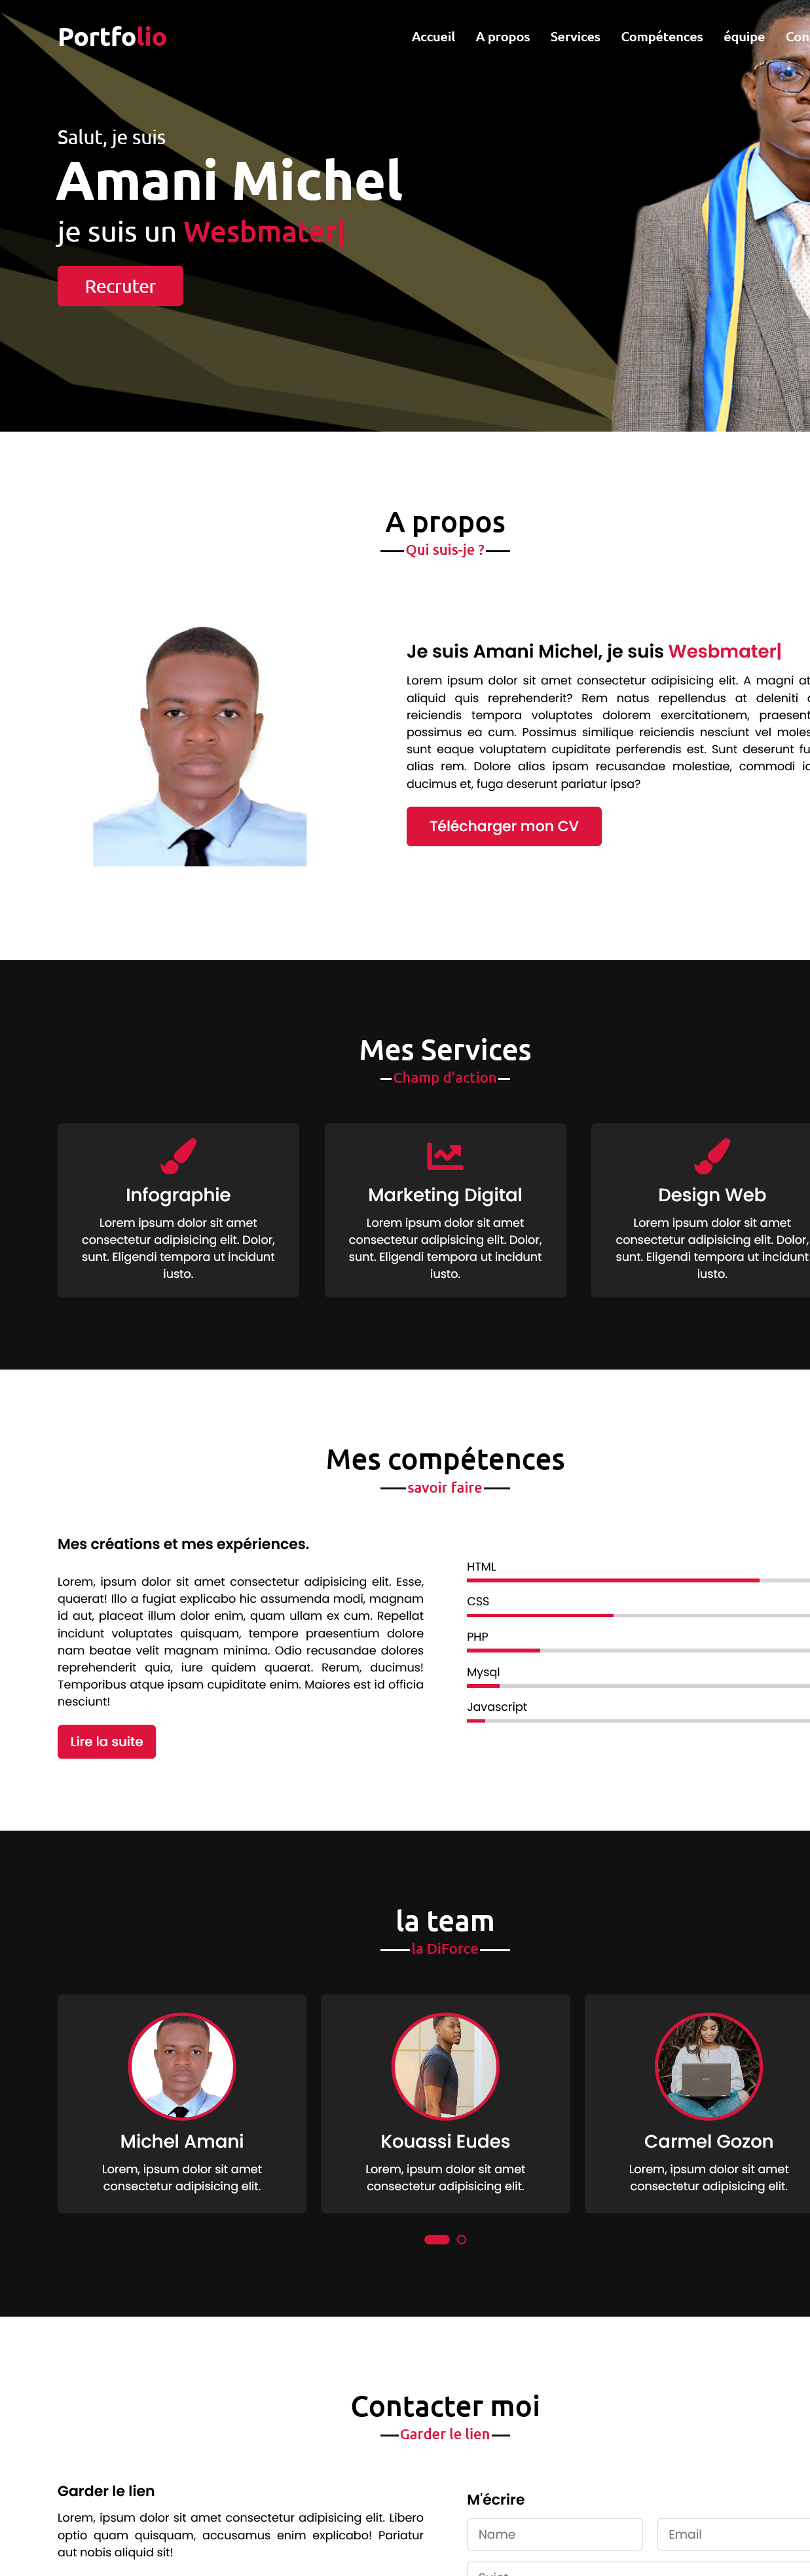 Portfolio
Accueil A propos Services Compétences équipe Con
Salut, je suis
Amani Michel
je suis un Wesbmater|
Recruter
A propos
Qui suis-je ?
Je suis Amani Michel, je suis Wesbmater|
Lorem ipsum dolor sit amet consectetur adipisicing elit. A magni at
aliquid quis reprehenderit? Rem natus repellendus at deleniti
reiciendis tempora voluptates dolorem exercitationem, praesent
possimus ea cum. Possimus similique reiciendis nesciunt vel moles
sunt eaque voluptatem cupiditate perferendis est. Sunt deserunt fu
alias rem. Dolore alias ipsam recusandae molestiae, commodi
ducimus et, fuga deserunt pariatur ipsa?
Télécharger mon CV
Mes Services
Champ d'action
Infographie
Lorem ipsum dolor sit amet
consectetur adipisicing elit. Dolor,
sunt. Eligendi tempora ut incidunt
iusto.
Marketing Digital
Lorem ipsum dolor sit amet
consectetur adipisicing elit. Dolor,
sunt. Eligendi tempora ut incidunt
iusto.
Design Web
Lorem ipsum dolor sit amet
consectetur adipisicing elit. Dolor,
sunt. Eligendi tempora ut incidunt
iusto.
Mes compétences
savoir faire
Mes créations et mes expériences.
Lorem, ipsum dolor sit amet consectetur adipisicing elit. Esse,
quaerat! Illo a fugiat explicabo hic assumenda modi, magnam
id aut, placeat illum dolor enim, quam ullam ex cum. Repellat
incidunt voluptates quisquam, tempore praesentium dolore
nam beatae velit magnam minima. Odio recusandae dolores
reprehenderit quia, iure quidem quaerat. Rerum, ducimus!
Temporibus atque ipsam cupiditate enim. Maiores est id officia
nesciunt!
Lire la suite
HTML
CSS
PHP
Mysql
Javascript
la team
la DiForce
Michel Amani
Lorem, ipsum dolor sit amet
consectetur adipisicing elit.
Kouassi Eudes
Lorem, ipsum dolor sit amet
consectetur adipisicing elit.
Carmel Gozon
Lorem, ipsum dolor sit amet
consectetur adipisicing elit.
Contacter moi
Garder le lien
Garder le lien
Lorem, ipsum dolor sit amet consectetur adipisicing elit. Libero
optio quam quisquam, accusamus enim explicabo! Pariatur
aut nobis aliquid sit!
M'écrire
Name
Email